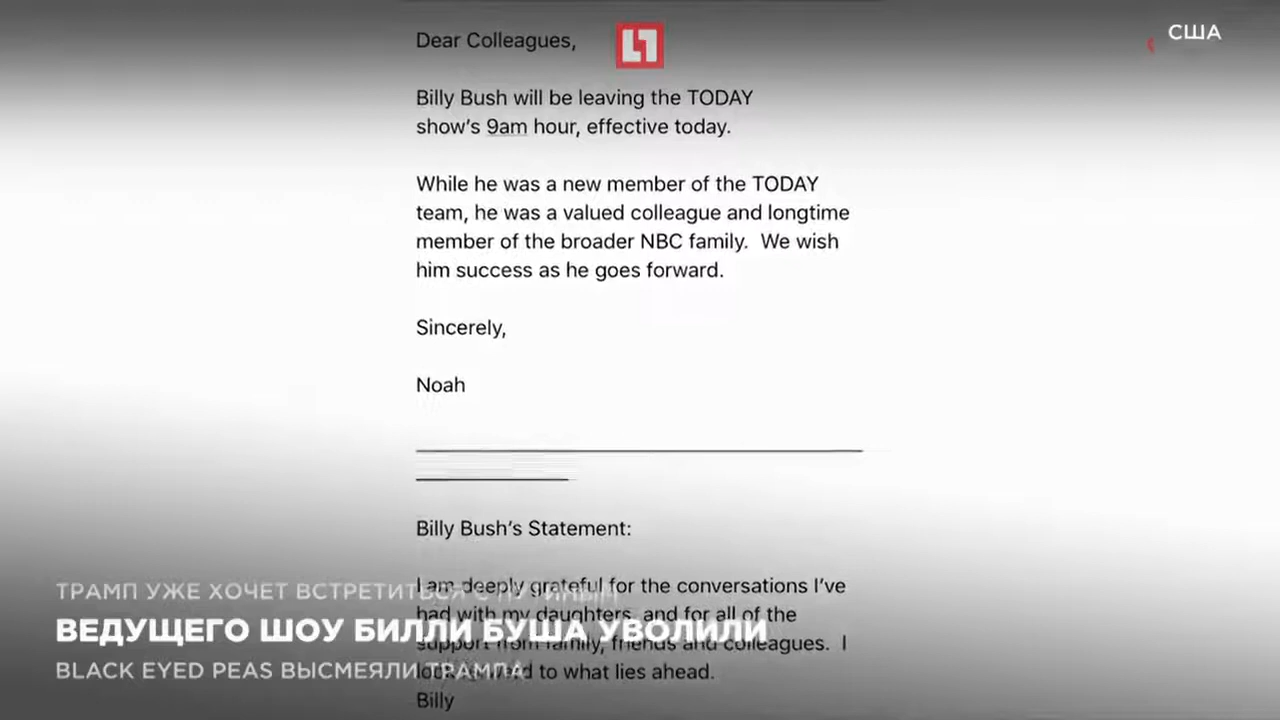 США
Dear Colleagues,
Billy Bush will be leaving the TODAY
show’s 9am hour, effective today.
While he was a new member of the TODAY
team, he was a valued colleague and longtime
member of the broader NBC family.  We wish
him success as he goes forward.
Sincerely,
Noah
Billy Bush’s Statement:
I am deeply grateful for the conversations I’ve
had with my daughters, and for all of the
support from family, friends and colleagues.  I
look forward to what lies ahead.
Billy
ТРАМП УЖЕ ХОЧЕТ ВСТРЕТИТЬСЯ С ПУТИНЫМ
ВЕДУЩЕГО ШОУ БИЛЛИ БУША УВОЛИЛИ
BLACK EYED PEAS ВЫСМЕЯЛИ ТРАМПА